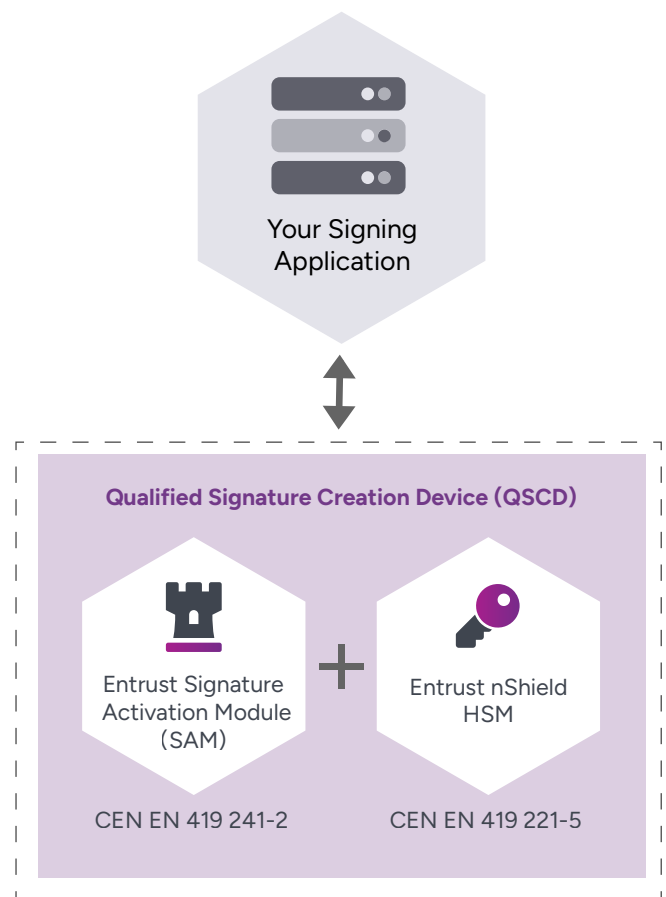 Your Signing
Application
Qualified Signature Creation Device (QSCD)
Entrust Signature
Activation Module
(SAM)
Entrust nShield
HSM
CEN EN 419 241-2
CEN EN 419 221-5